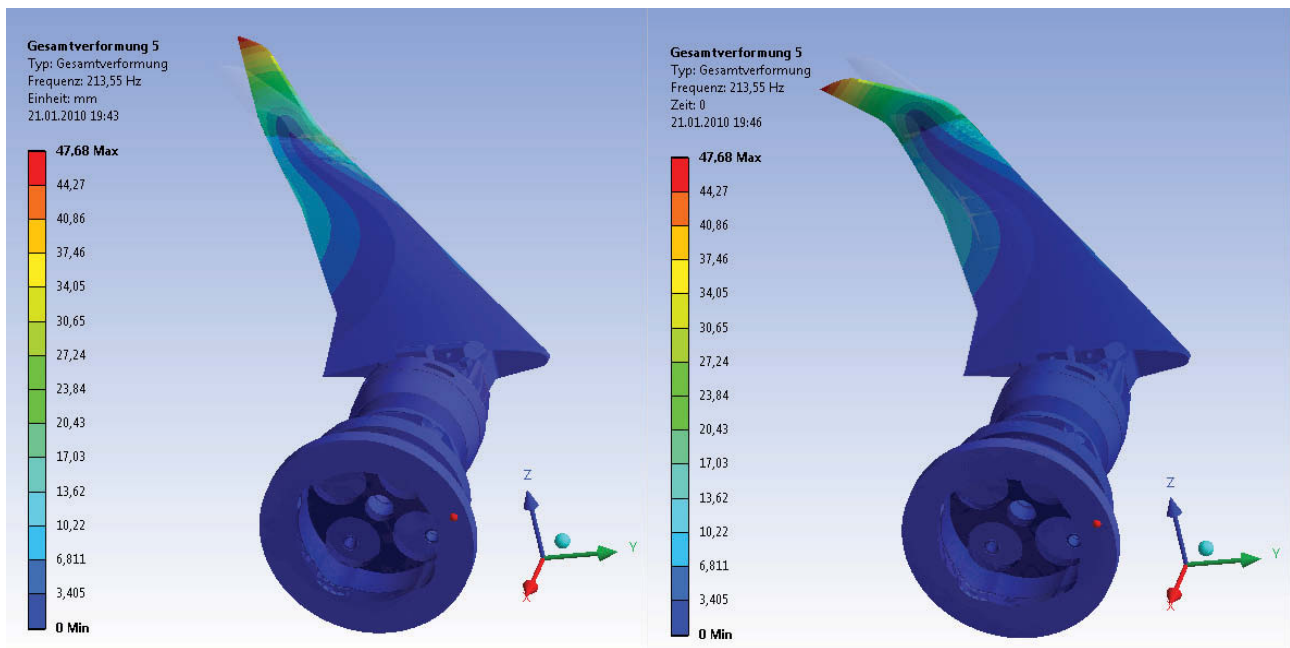 Gesamtverformung 5
Typ: Gesamtverformung
Frequenz: 213,55 Hz
Einheit: mm
21.01.2010 19:43
47,68 Max
44,27
40,86
37,46
34,05
30,65
27,24
23,84
20,43
17,03
13,62
10,22
6,811
3,405
0 Min
Z
Y
X
Gesamtverformung 5
Typ: Gesamtverformung
Frequenz: 213,55 Hz
Zeit: 0
21.01.2010 19:46
47,68 Max
44,27
40,86
37,46
34,05
30,65
27,24
23,84
20,43
17,03
13,62
10,22
6,811
3,405
0 Min
Z
Y
X